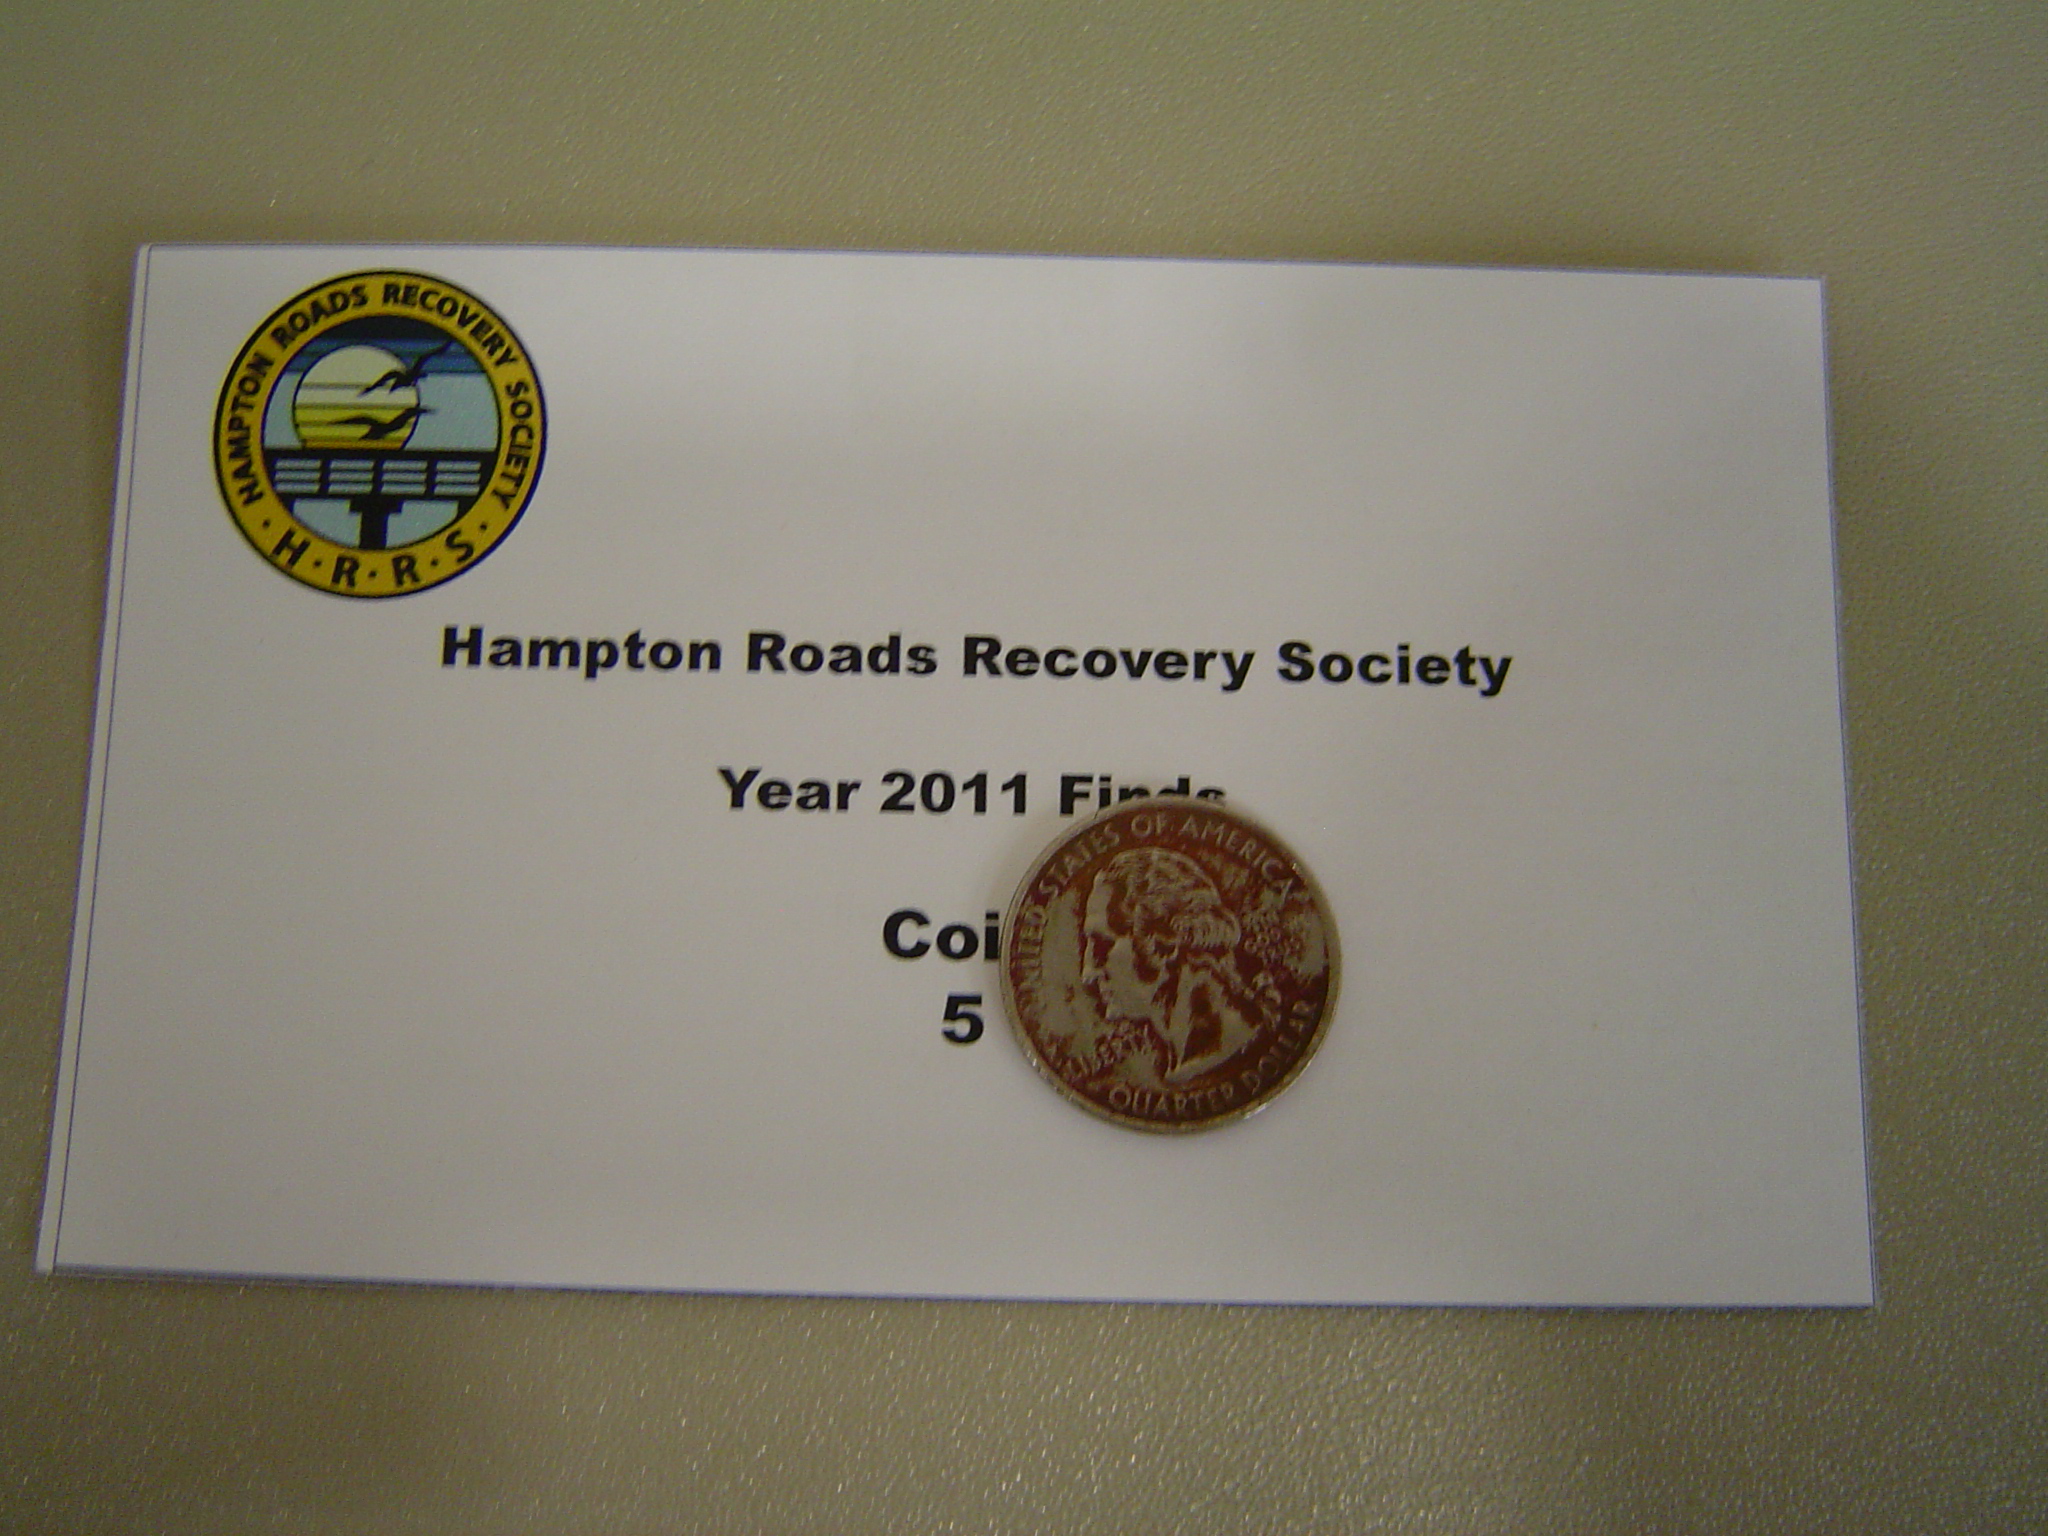 HAMPTON ROADS RECOVERY SOCIETY
· H · R · R · S ·
Hampton Roads Recovery Society
Year 2011 Finds
Coi
5
UNITED STATES OF AMERICA
LIBERTY
QUARTER DOLLAR